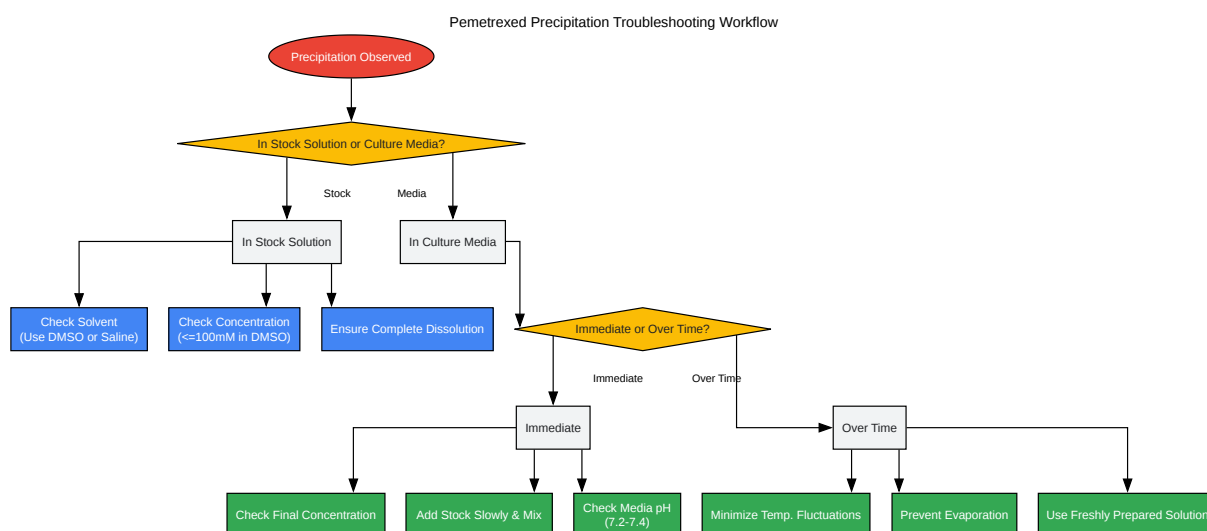 Pemetrexed Precipitation Troubleshooting Workflow
Precipitation Observed
In Stock Solution or Culture Media?
Stock
Media
In Stock Solution
In Culture Media
Check Solvent
(Use DMSO or Saline)
Check Concentration
(<=100mM in DMSO)
Ensure Complete Dissolution
Immediate or Over Time?
Immediate
Over Time
Immediate
Over Time
Check Final Concentration
Add Stock Slowly & Mix
Check Media pH
(7.2-7.4)
Minimize Temp. Fluctuations
Prevent Evaporation
Use Freshly Prepared Solution